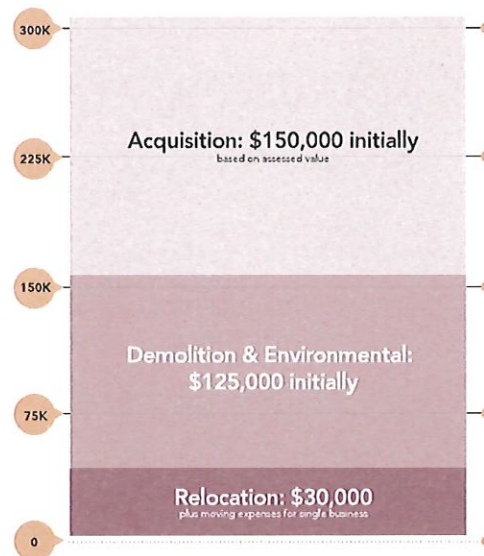 300K
Acquisition: $150,000 initially
based on assessed value
225K
150K
Demolition & Environmental:
$125,000 initially
75K
Relocation: $30,000
plus moving expenses for single business
0